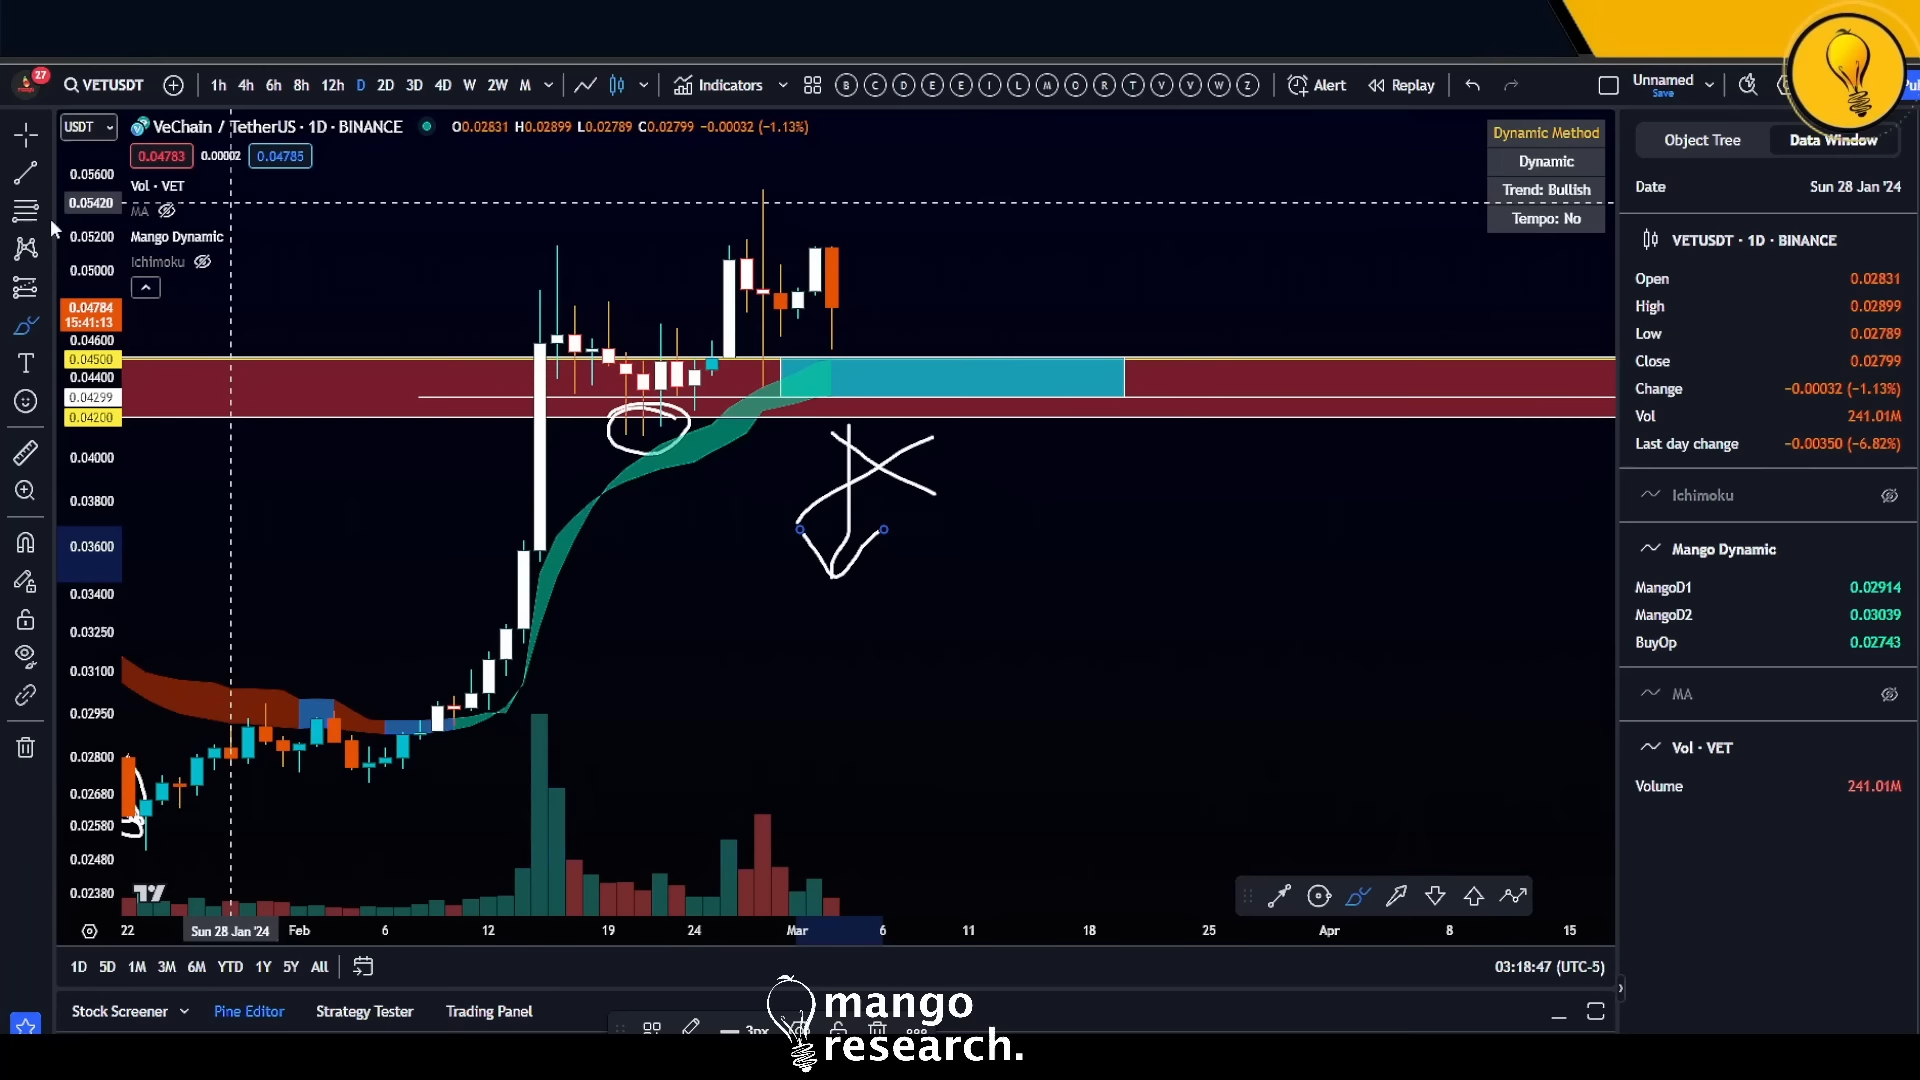 27
VETUSDT
1h 4h 6h 8h 12h D 2D 3D 4D W 2W M
Indicators
B C D E E I L M O R T V V W Z
Alert
Replay
Unnamed
Save
USDT
VeChain / TetherUS · 1D · BINANCE
O0.02831 H0.02899 L0.02789 C0.02799 -0.00032 (-1.13%)
0.04783 0.00002 0.04785
Vol · VET
MA
Mango Dynamic
Ichimoku
Dynamic Method
Dynamic
Trend: Bullish
Tempo: No
0.05600
0.05420
0.05200
0.05000
0.04784
15:41:13
0.04600
0.04500
0.04400
0.04299
0.04200
0.04000
0.03800
0.03600
0.03400
0.03250
0.03100
0.02950
0.02800
0.02680
0.02580
0.02480
0.02380
22 Sun 28 Jan '24 Feb 6 12 19 24 Mar 6 11 18 25 Apr 8 15
1D 5D 1M 3M 6M YTD 1Y 5Y All
03:18:47 (UTC-5)
Stock Screener Pine Editor Strategy Tester Trading Panel
3px
mango
research.
Object Tree Data Window
Date Sun 28 Jan '24
VETUSDT · 1D · BINANCE
Open 0.02831
High 0.02899
Low 0.02789
Close 0.02799
Change -0.00032 (-1.13%)
Vol 241.01M
Last day change -0.00350 (-6.82%)
Ichimoku
Mango Dynamic
MangoD1 0.02914
MangoD2 0.03039
BuyOp 0.02743
MA
Vol · VET
Volume 241.01M